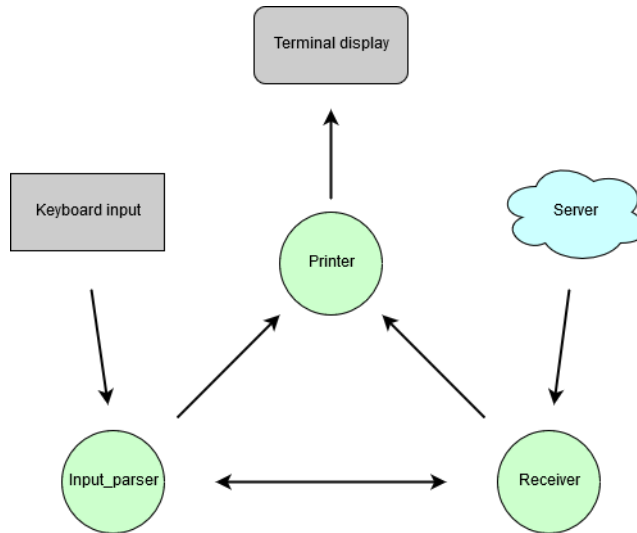 Terminal display
Keyboard input
Server
Printer
Input_parser
Receiver